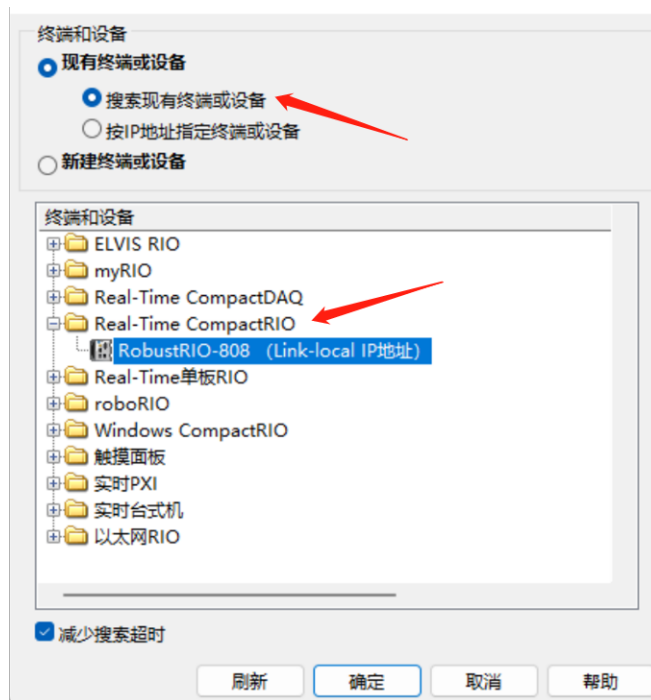 终端和设备
现有终端或设备
搜索现有终端或设备
按IP地址指定终端或设备
新建终端或设备
终端和设备
ELVIS RIO
myRIO
Real-Time CompactDAQ
Real-Time CompactRIO
RobustRIO-808 （Link-local IP地址）
Real-Time单板RIO
roboRIO
Windows CompactRIO
触摸面板
实时PXI
实时台式机
以太网RIO
减少搜索超时
刷新 确定 取消 帮助